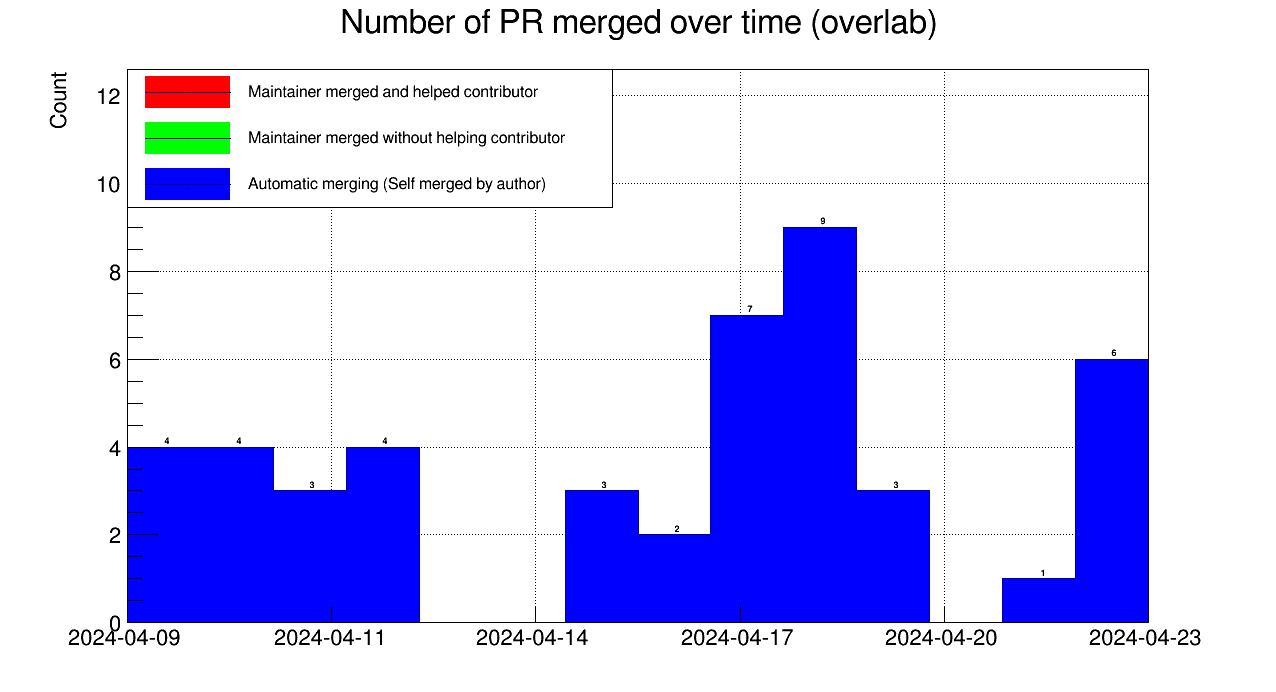 Number of PR merged over time (overlab)
Count
Maintainer merged and helped contributor
Maintainer merged without helping contributor
Automatic merging (Self merged by author)
12
10
8
6
4
2
0
4 4 3 4 3 2 7 9 3 1 6
2024-04-09 2024-04-11 2024-04-14 2024-04-17 2024-04-20 2024-04-23